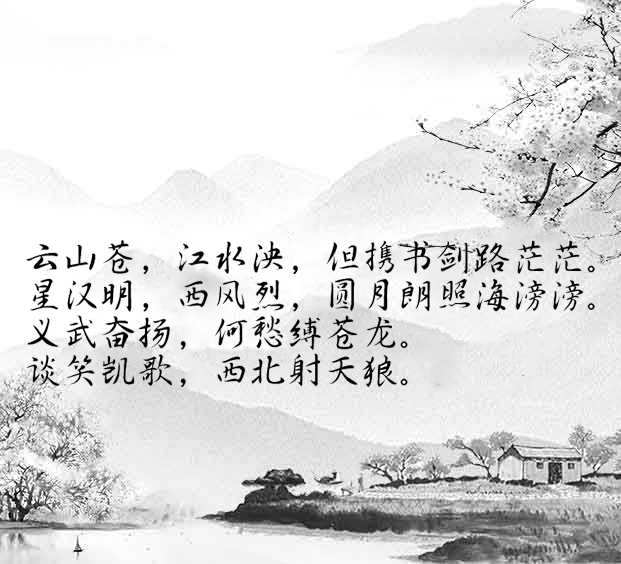 云山苍，江水泱，但携书剑路茫茫。
星汉明，西风烈，圆月朗照海滂滂。
义武奋扬，何愁缚苍龙。
谈笑凯歌，西北射天狼。